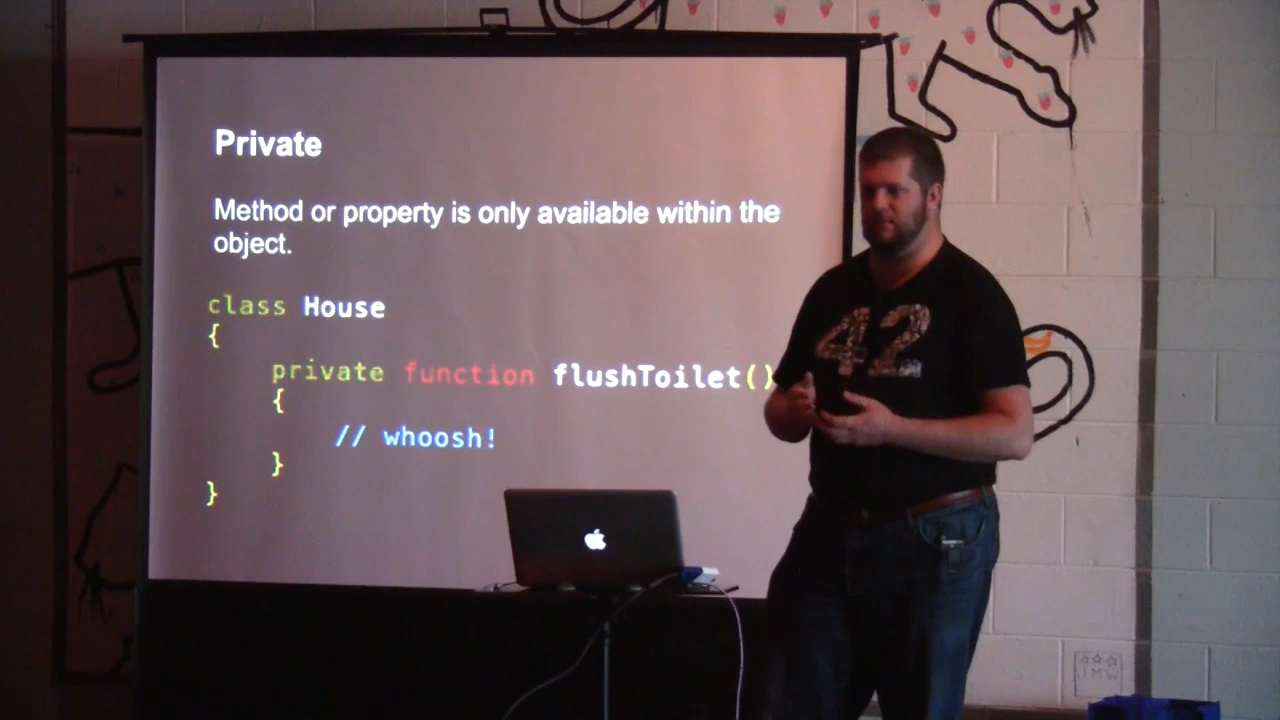 Private
Method or property is only available within the
object.
class House
{
private function flushToilet()
{
// whoosh!
}
}
42
JMW